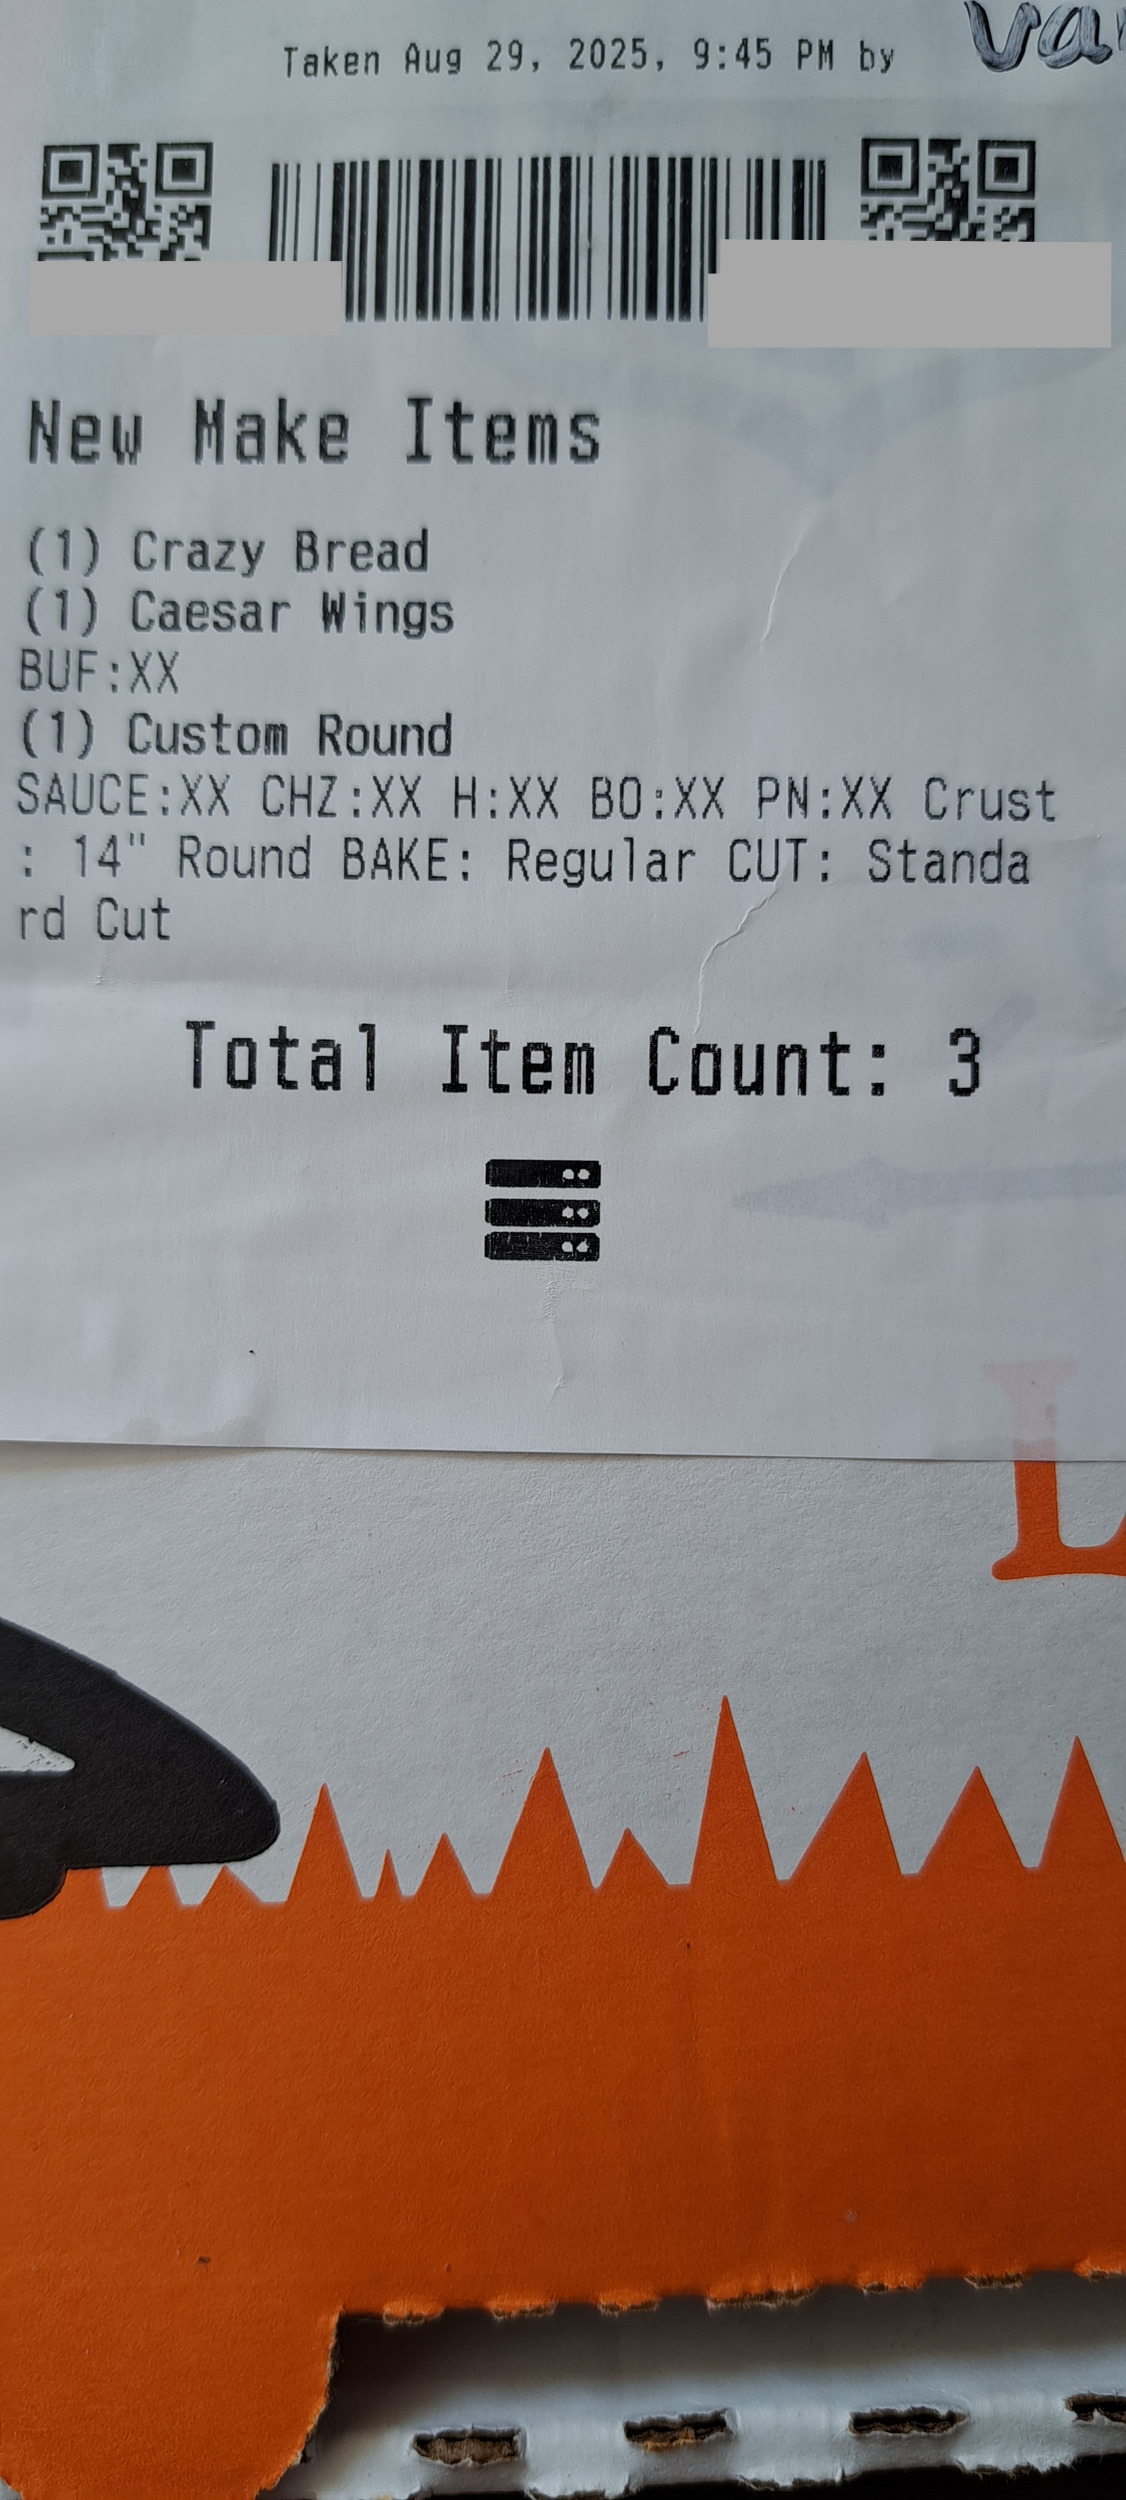 Taken Aug 29, 2025, 9:45 PM by
New Make Items
(1) Crazy Bread
(1) Caesar Wings
BUF:XX
(1) Custom Round
SAUCE:XX CHZ:XX H:XX BO:XX PN:XX Crust
: 14" Round BAKE: Regular CUT: Standa
rd Cut
Total Item Count: 3